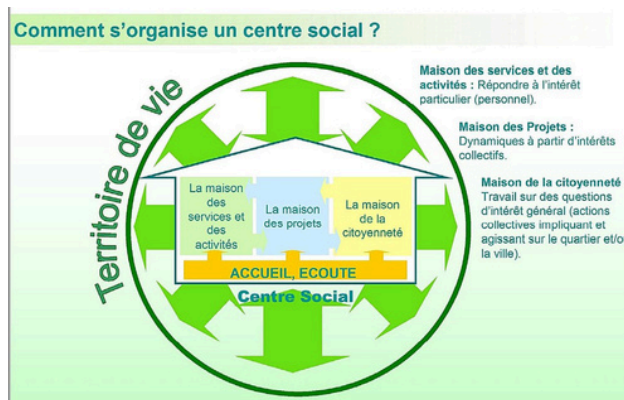 Comment s'organise un centre social ?
Territoire de vie
Maison des services et des
activités : Répondre à l'intérêt
particulier (personnel).
Maison des Projets :
Dynamiques à partir d'intérêts
collectifs.
Maison de la citoyenneté
Travail sur des questions
d'intérêt général (actions
collectives impliquant et
agissant sur le quartier et/ou
la ville).
La maison
des
services et
des
activités
La maison
des projets
La maison
de la
citoyenneté
ACCUEIL, ECOUTE
Centre Social